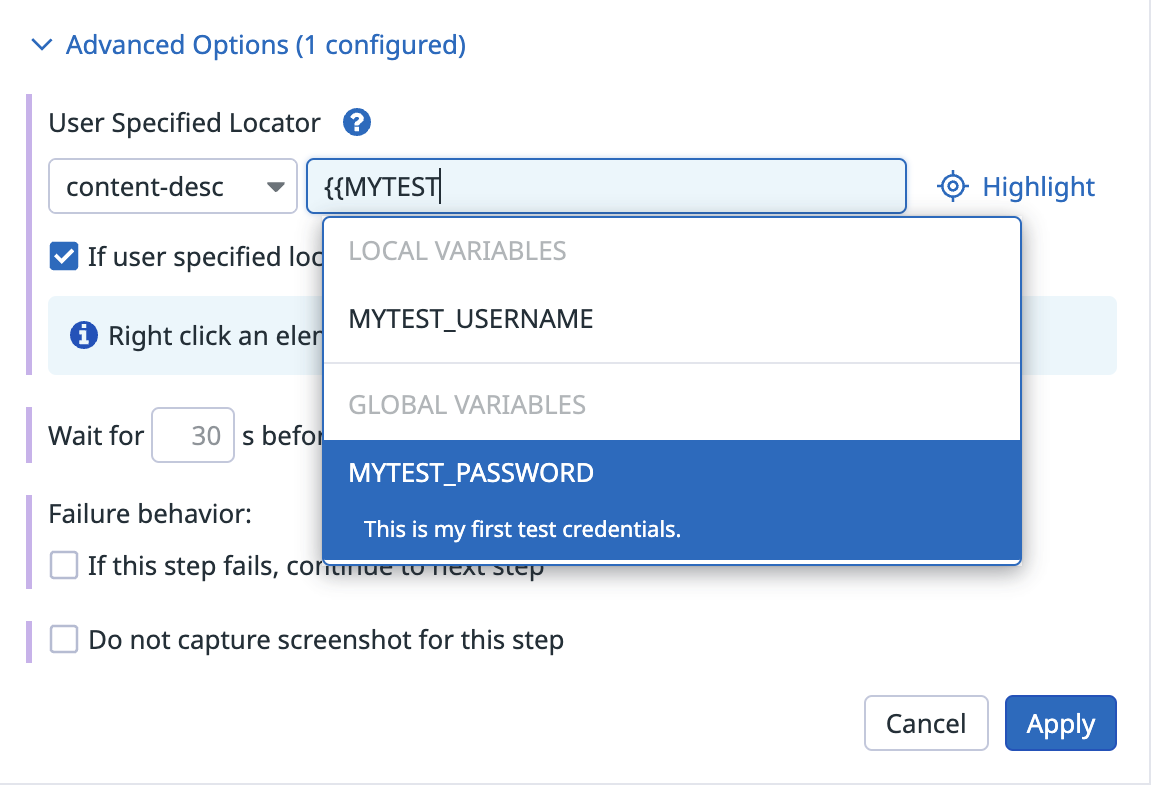 Advanced Options (1 configured)
User Specified Locator ?
content-desc
{{MYTEST
Highlight
LOCAL VARIABLES
If user specified loc
MYTEST_USERNAME
Right click an elem
GLOBAL VARIABLES
Wait for 30 s befor
MYTEST_PASSWORD
Failure behavior:
This is my first test credentials.
If this step fails, continue to next step
Do not capture screenshot for this step
Cancel
Apply